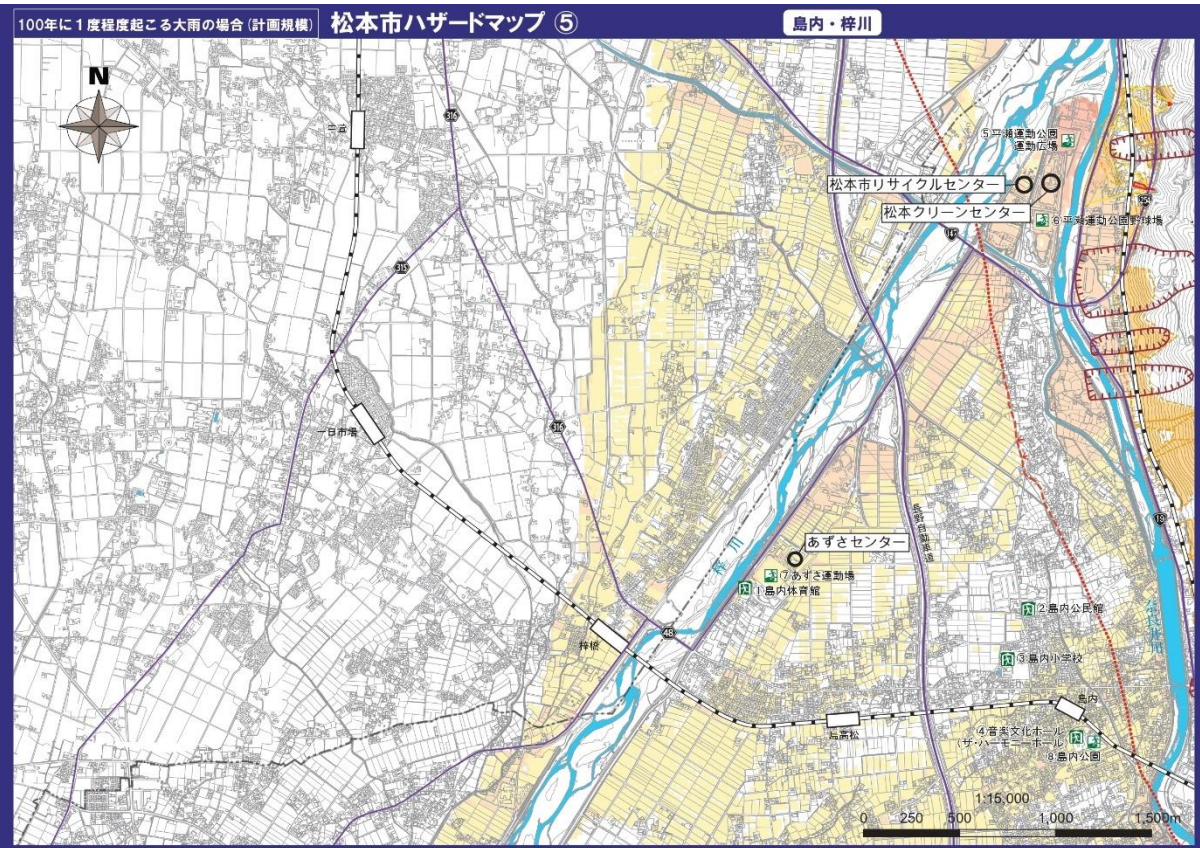 100年に1度程度起こる大雨の場合(計画規模)
松本市ハザードマップ ⑤
島内・梓川
N
中萱
316
⑤平瀬運動公園
運動広場
松本市リサイクルセンター
松本クリーンセンター
254
⑥平瀬運動公園野球場
147
315
一日市場
316
長野自動車道
19
あずさセンター
梓川
⑦あずさ運動場
①島内体育館
②島内公民館
奈良井川
48
梓橋
③島内小学校
島内
島高松
④音楽文化ホール
(ザ・ハーモニーホール)
⑧島内公園
1:15,000
0 250 500 1,000 1,500m